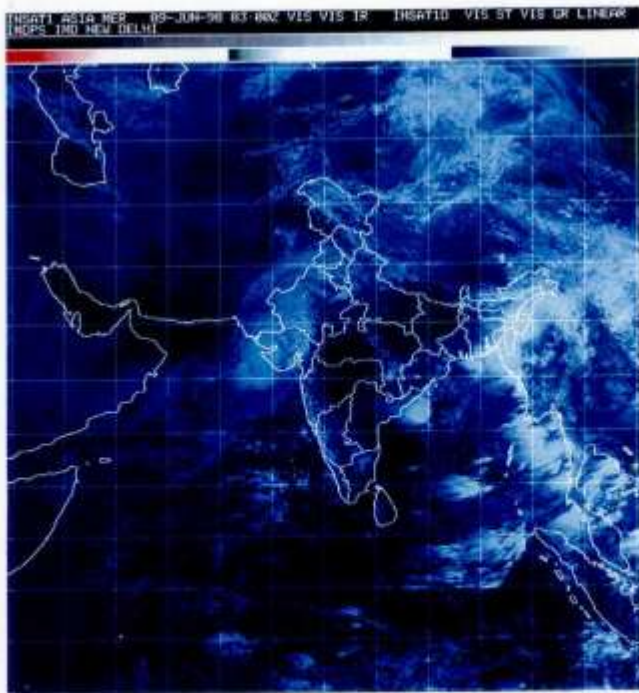 INSAT1 ASIA MER 09-JUN-98 03:00Z VIS VIS IR INSAT1D VIS ST VIS GR LINEAR
IMDPS IMD NEW DELHI